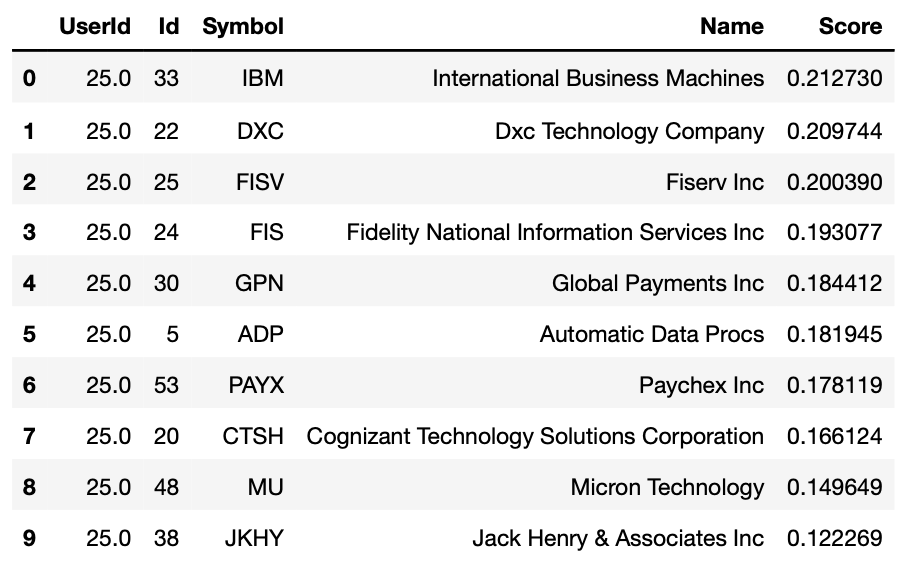 UserId Id Symbol Name Score
0 25.0 33 IBM International Business Machines 0.212730
1 25.0 22 DXC Dxc Technology Company 0.209744
2 25.0 25 FISV Fiserv Inc 0.200390
3 25.0 24 FIS Fidelity National Information Services Inc 0.193077
4 25.0 30 GPN Global Payments Inc 0.184412
5 25.0 5 ADP Automatic Data Procs 0.181945
6 25.0 53 PAYX Paychex Inc 0.178119
7 25.0 20 CTSH Cognizant Technology Solutions Corporation 0.166124
8 25.0 48 MU Micron Technology 0.149649
9 25.0 38 JKHY Jack Henry & Associates Inc 0.122269